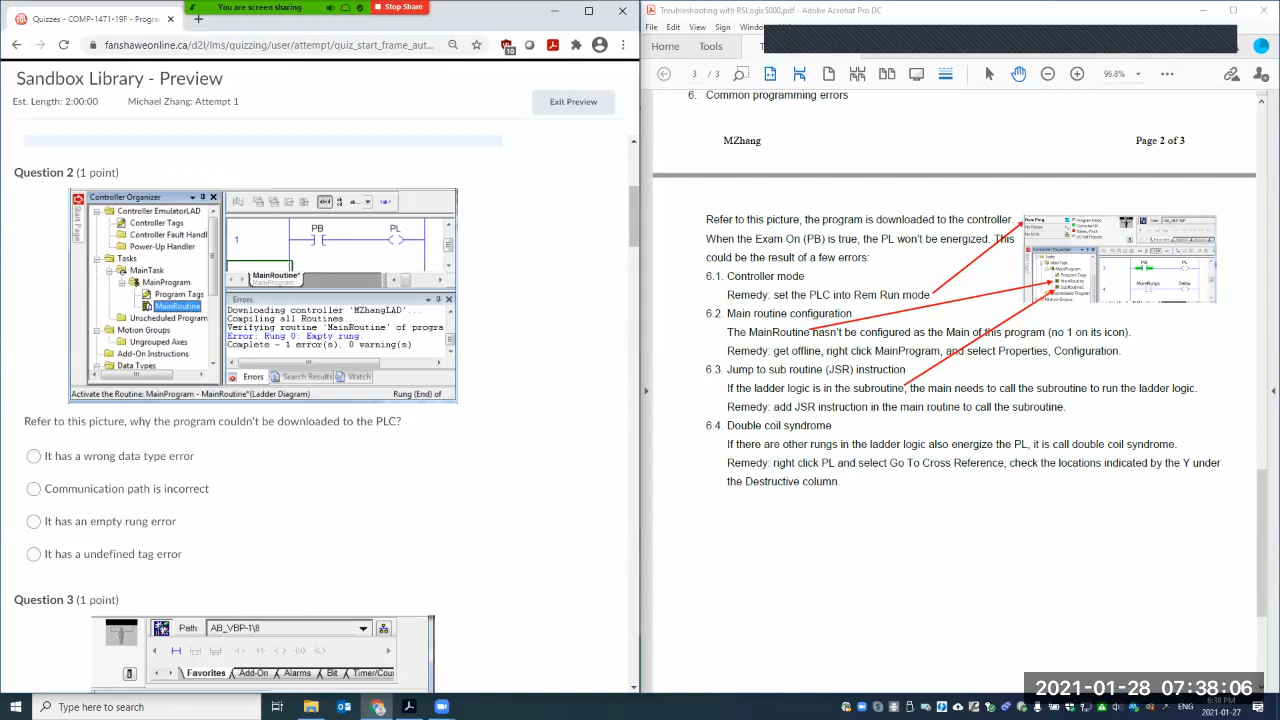 Quizzes - COMP-1471-19F - Progra
You are screen sharing
Stop Share
Troubleshooting with RSLogix5000.pdf - Adobe Acrobat Pro DC
fanshaweonline.ca/d2l/lms/quizzing/user/attempt/quiz_start_frame_aut...
File Edit View Sign Window Help
Home Tools
3 / 3
96.8%
Sandbox Library - Preview
Est. Length: 2:00:00 Michael Zhang: Attempt 1
Exit Preview
Question 2 (1 point)
Controller Organizer
Start Page
Controller EmulatorLAD
Controller Tags
Controller Fault Handl
Power-Up Handler
Tasks
MainTask
MainProgram
Program Tags
MainRoutine
Unscheduled Program
Motion Groups
Ungrouped Axes
Add-On Instructions
Data Types
1
PB PL
MainRoutine
MainProgram
Errors
Downloading controller 'MZhangLAD' ...
Compiling all Routines.
Verifying routine 'MainRoutine' of progra
Error: Rung 0: Empty rung.
Complete - 1 error(s), 0 warning(s)
Errors Search Results Watch
Activate the Routine: MainProgram - MainRoutine*(Ladder Diagram) Rung (End) of
Refer to this picture, why the program couldn't be downloaded to the PLC?
It has a wrong data type error
Communication path is incorrect
It has an empty rung error
It has a undefined tag error
Question 3 (1 point)
Path: AB_VBP-1\8
Favorites Add-On Alarms Bit Timer/Cou
6. Common programming errors
MZhang Page 2 of 3
Refer to this picture, the program is downloaded to the controller.
When the Exam On (PB) is true, the PL won't be energized. This
could be the result of a few errors:
6.1. Controller mode
Remedy: select PLC into Rem Run mode
6.2. Main routine configuration
The MainRoutine hasn't be configured as the Main of this program (no 1 on its icon).
Remedy: get offline, right click MainProgram, and select Properties, Configuration.
6.3. Jump to sub routine (JSR) instruction
If the ladder logic is in the subroutine, the main needs to call the subroutine to run the ladder logic.
Remedy: add JSR instruction in the main routine to call the subroutine.
6.4. Double coil syndrome
If there are other rungs in the ladder logic also energize the PL, it is call double coil syndrome.
Remedy: right click PL and select Go To Cross Reference, check the locations indicated by the Y under
the Destructive column.
Type here to search
ENG
6:38 PM
2021-01-27
2021-01-28 07:38:06